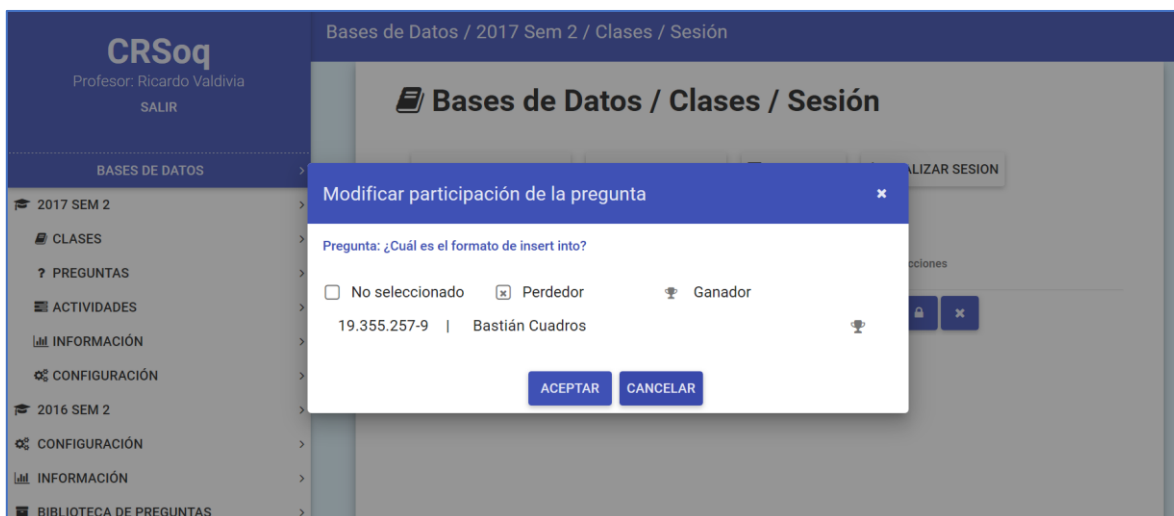 CRSoq
Profesor: Ricardo Valdivia
SALIR
BASES DE DATOS
2017 SEM 2
CLASES
? PREGUNTAS
ACTIVIDADES
INFORMACIÓN
CONFIGURACIÓN
2016 SEM 2
CONFIGURACIÓN
INFORMACIÓN
BIBLIOTECA DE PREGUNTAS
Bases de Datos / 2017 Sem 2 / Clases / Sesión
Bases de Datos / Clases / Sesión
LIZAR SESION
cciones
Modificar participación de la pregunta
Pregunta: ¿Cuál es el formato de insert into?
No seleccionado Perdedor Ganador
19.355.257-9 | Bastián Cuadros
ACEPTAR CANCELAR